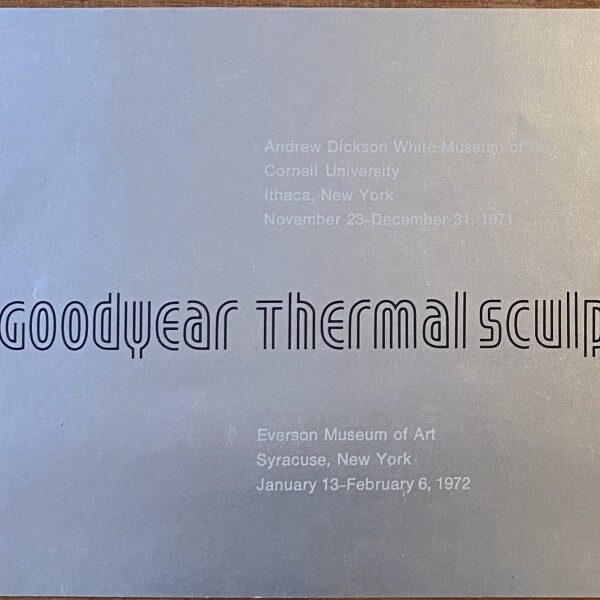 Andrew Dickson White Museum of
Cornell University
Ithaca, New York
November 23–December 31, 1971
Goodyear Thermal Sculp
Everson Museum of Art
Syracuse, New York
January 13–February 6, 1972